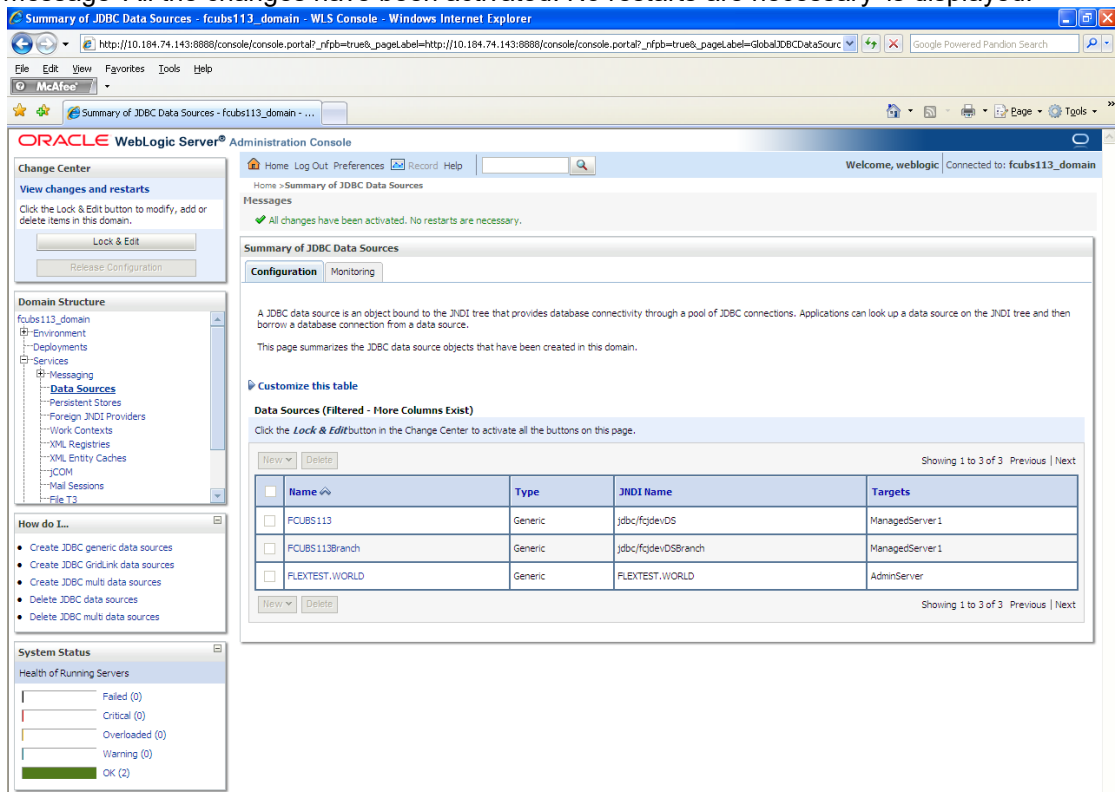 message 'All the changes have been activated. No restarts are necessary' is displayed.
Summary of JDBC Data Sources - fcubs113_domain - WLS Console - Windows Internet Explorer
http://10.184.74.143:8888/console/console.portal?_nfpb=true&_pageLabel=http://10.184.74.143:8888/console/console.portal?_nfpb=true&_pageLabel=GlobalJDBCDataSourc
Google Powered Pandion Search
File Edit View Favorites Tools Help
McAfee
Summary of JDBC Data Sources - fcubs113_domain - ...
Page Tools
ORACLE WebLogic Server® Administration Console
Change Center
View changes and restarts
Click the Lock & Edit button to modify, add or
delete items in this domain.
Lock & Edit
Release Configuration
Domain Structure
fcubs113_domain
Environment
Deployments
Services
Messaging
Data Sources
Persistent Stores
Foreign JNDI Providers
Work Contexts
XML Registries
XML Entity Caches
jCOM
Mail Sessions
File T3
How do I...
Create JDBC generic data sources
Create JDBC GridLink data sources
Create JDBC multi data sources
Delete JDBC data sources
Delete JDBC multi data sources
System Status
Health of Running Servers
Failed (0)
Critical (0)
Overloaded (0)
Warning (0)
OK (2)
Home Log Out Preferences Record Help
Welcome, weblogic Connected to: fcubs113_domain
Home >Summary of JDBC Data Sources
Messages
All changes have been activated. No restarts are necessary.
Summary of JDBC Data Sources
Configuration Monitoring
A JDBC data source is an object bound to the JNDI tree that provides database connectivity through a pool of JDBC connections. Applications can look up a data source on the JNDI tree and then
borrow a database connection from a data source.
This page summarizes the JDBC data source objects that have been created in this domain.
Customize this table
Data Sources (Filtered - More Columns Exist)
Click the Lock & Edit button in the Change Center to activate all the buttons on this page.
New Delete Showing 1 to 3 of 3 Previous | Next
Name Type JNDI Name Targets
FCUBS113 Generic jdbc/fcjdevDS ManagedServer1
FCUBS113Branch Generic jdbc/fcjdevDSBranch ManagedServer1
FLEXTEST.WORLD Generic FLEXTEST.WORLD AdminServer
New Delete Showing 1 to 3 of 3 Previous | Next